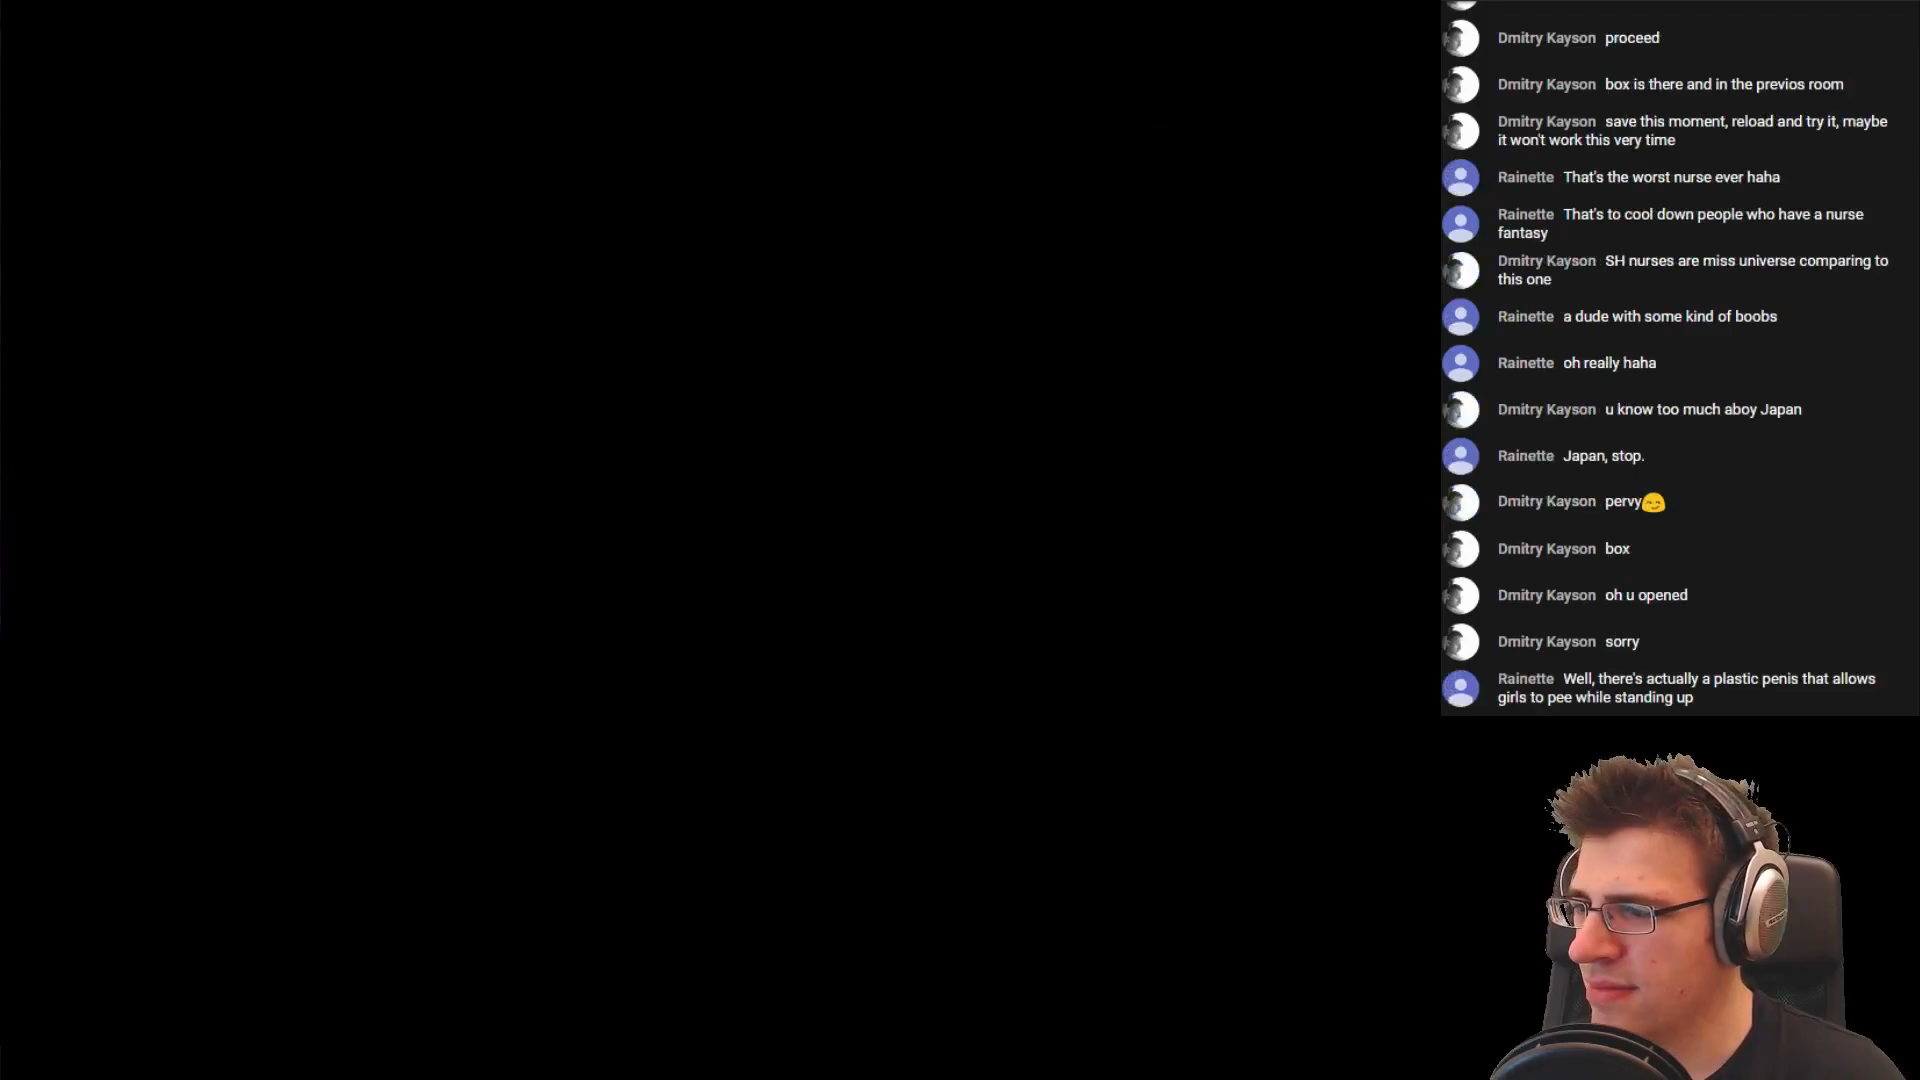 Dmitry Kayson proceed
Dmitry Kayson box is there and in the previos room
Dmitry Kayson save this moment, reload and try it, maybe
it won't work this very time
Rainette That's the worst nurse ever haha
Rainette That's to cool down people who have a nurse
fantasy
Dmitry Kayson SH nurses are miss universe comparing to
this one
Rainette a dude with some kind of boobs
Rainette oh really haha
Dmitry Kayson u know too much aboy Japan
Rainette Japan, stop.
Dmitry Kayson pervy😊
Dmitry Kayson box
Dmitry Kayson oh u opened
Dmitry Kayson sorry
Rainette Well, there's actually a plastic penis that allows
girls to pee while standing up